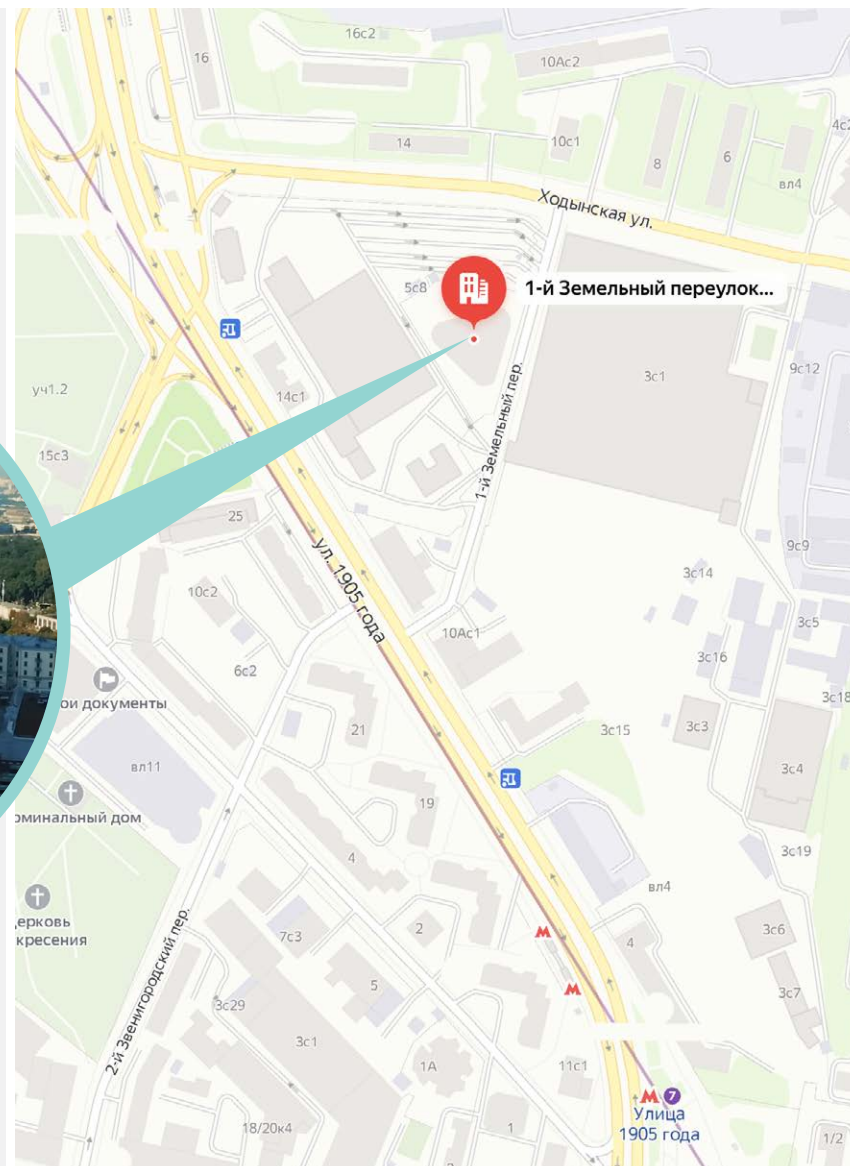 16с2
16
10Ас2
14
10с1
8
6
4с2
вл4
Ходынская ул.
5с8
1-й Земельный переулок...
3с1
9с12
14с1
уч1.2
15с3
1-й Земельный пер.
25
ул. 1905 года
9с9
3с14
10с2
10Ас1
3с5
3с16
6с2
ои документы
3с18
21
3с15
3с3
вл11
3с4
оминальный дом
19
4
3с19
вл4
ерковь
кресения
2
7с3
4
3с6
2-й Звенигородский пер.
5
3с7
3с29
3с1
1А
11с1
7
Улица
1905 года
18/20к4
1
1/2